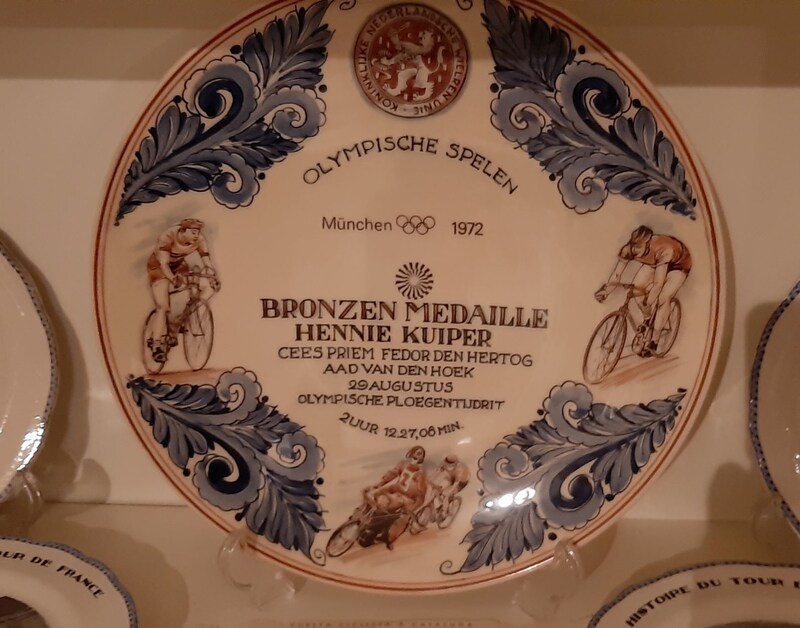 KONINKLIJKE NEDERLANDSCHE WIELREN UNIE
OLYMPISCHE SPELEN
München 1972
BRONZEN MEDAILLE
HENNIE KUIPER
CEES PRIEM FEDOR DEN HERTOG
AAD VAN DEN HOEK
29 AUGUSTUS
OLYMPISCHE PLOEGENTIJDRIT
2 UUR 12.27,08 MIN.
UR DE FRANCE
HISTOIRE DU TOUR D